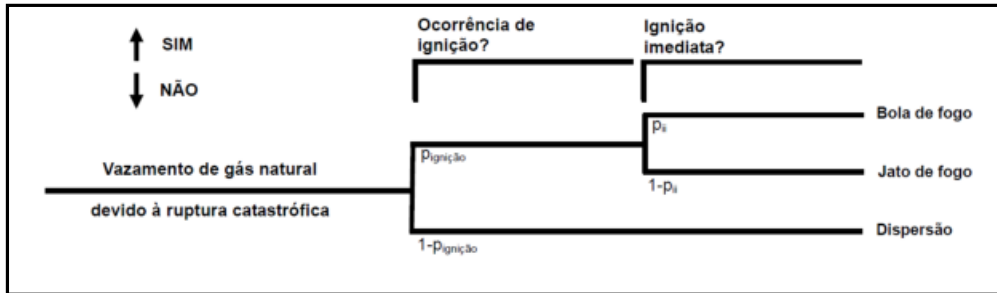 SIM
NÃO
Ocorrência de
ignição?
Ignição
imediata?
Vazamento de gás natural
devido à ruptura catastrófica
pignição
1-pignição
pii
1-pii
Bola de fogo
Jato de fogo
Dispersão